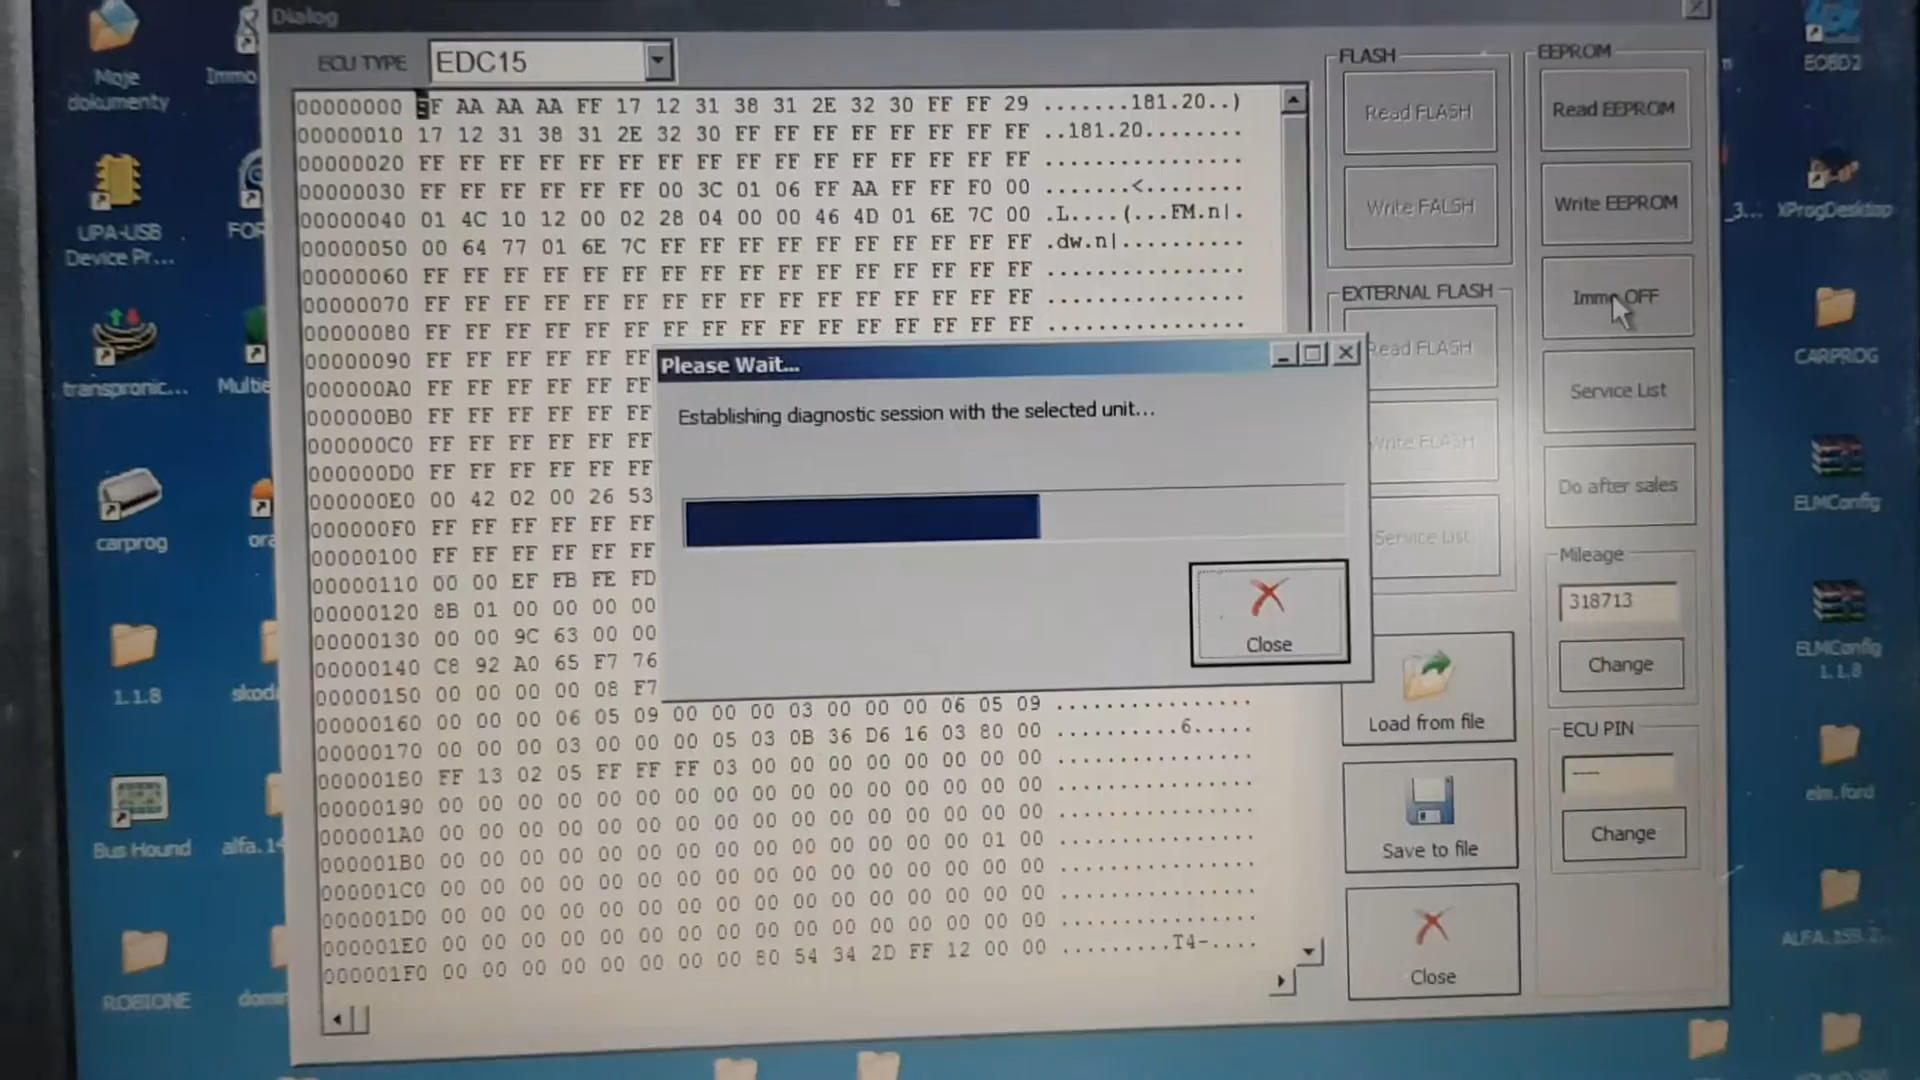 Dialog
ECU TYPE EDC15
00000000 9F AA AA AA FF 17 12 31 38 31 2E 32 30 FF FF 29 .......181.20..)
00000010 17 12 31 38 31 2E 32 30 FF FF FF FF FF FF FF FF ..181.20........
00000020 FF FF FF FF FF FF FF FF FF FF FF FF FF FF FF FF ................
00000030 FF FF FF FF FF FF 00 3C 01 06 FF AA FF FF F0 00 .......<........
00000040 01 4C 10 12 00 02 28 04 00 00 46 4D 01 6E 7C 00 .L....(...FM.n|.
00000050 00 64 77 01 6E 7C FF FF FF FF FF FF FF FF FF FF .dw.n|..........
00000060 FF FF FF FF FF FF FF FF FF FF FF FF FF FF FF FF ................
00000070 FF FF FF FF FF FF FF FF FF FF FF FF FF FF FF FF ................
00000080 FF FF FF FF FF FF FF FF FF FF FF FF FF FF FF FF ................
00000090 FF FF FF FF FF FF
000000A0 FF FF FF FF FF FF
000000B0 FF FF FF FF FF FF
000000C0 FF FF FF FF FF FF
000000D0 FF FF FF FF FF FF
000000E0 00 42 02 00 26 53
000000F0 FF FF FF FF FF FF
00000100 FF FF FF FF FF FF
00000110 00 00 EF FB FE FD
00000120 8B 01 00 00 00 00
00000130 00 00 9C 63 00 00
00000140 C8 92 A0 65 F7 76
00000150 00 00 00 00 08 F7
00000160 00 00 00 06 05 09 00 00 00 03 00 00 00 06 05 09 ................
00000170 00 00 00 03 00 00 00 05 03 0B 36 D6 16 03 80 00 ..........6.....
00000180 FF 13 02 05 FF FF FF 03 00 00 00 00 00 00 00 00 ................
00000190 00 00 00 00 00 00 00 00 00 00 00 00 00 00 00 00 ................
000001A0 00 00 00 00 00 00 00 00 00 00 00 00 00 00 00 00 ................
000001B0 00 00 00 00 00 00 00 00 00 00 00 00 00 00 01 00 ................
000001C0 00 00 00 00 00 00 00 00 00 00 00 00 00 00 00 00 ................
000001D0 00 00 00 00 00 00 00 00 00 00 00 00 00 00 00 00 ................
000001E0 00 00 00 00 00 00 00 00 00 00 00 00 00 00 00 00 ................
000001F0 00 00 00 00 00 00 00 00 80 54 34 2D FF 12 00 00 .........T4-....
Please Wait...
Establishing diagnostic session with the selected unit...
Close
FLASH
Read FLASH
Write FALSH
EXTERNAL FLASH
Read FLASH
Write FLASH
Service List
Load from file
Save to file
Close
EEPROM
Read EEPROM
Write EEPROM
Immo OFF
Service List
Do after sales
Mileage
318713
Change
ECU PIN
----
Change
Moje
dokumenty
Immo
UPA-USB
Device Pr...
FOR
transpronic...
Multie
carprog
ora
1.1.8
skoda
Bus Hound
alfa.14
ROBIONE
domin
EOBD2
_3...
XProgDesktop
CARPROG
ELMConfig
ELMConfig
1.1.8
elm.ford
ALFA.159.2...